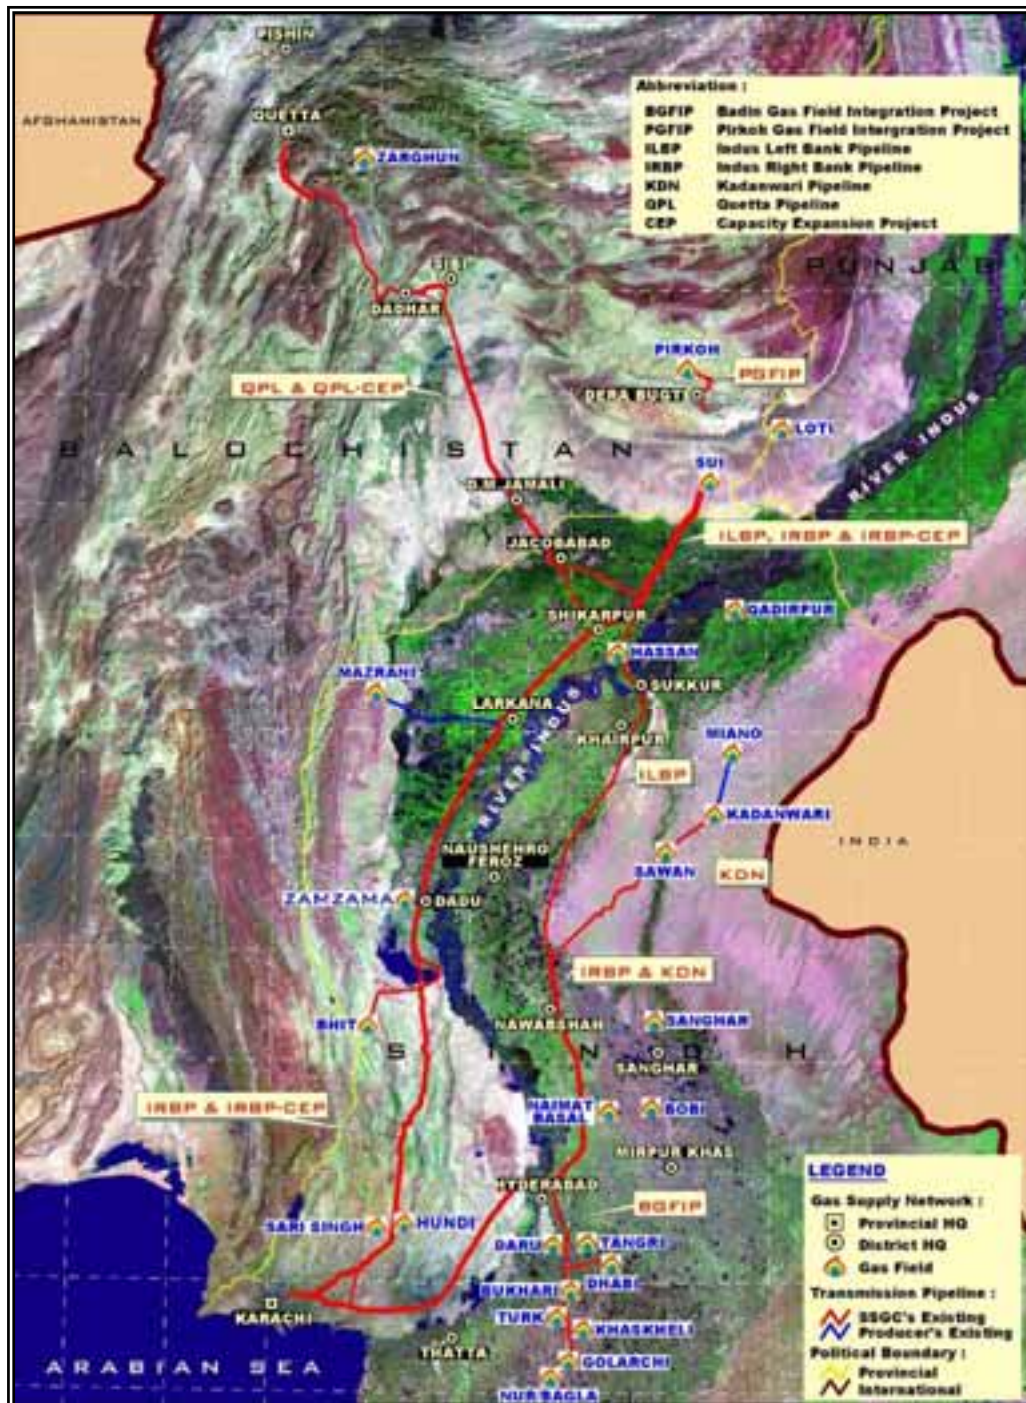 PISHIN
AFGHANISTAN
QUETTA
ZARGHUN
Abbreviation :
BGFIP Badin Gas Field Integration Project
PGFIP Pirkoh Gas Field Intergration Project
ILBP Indus Left Bank Pipeline
IRBP Indus Right Bank Pipeline
KDN Kadanwari Pipeline
QPL Quetta Pipeline
CEP Capacity Expansion Project
PUNJAB
SIBI
DADHAR
PIRKOH
PGFIP
QPL & QPL-CEP
DERA BUGTI
LOTI
BALOCHISTAN
RIVER INDUS
SUI
D.M.JAMALI
ILBP, IRBP & IRBP-CEP
JACOBABAD
SHIKARPUR
QADIRPUR
HASSAN
MAZRANI
SUKKUR
LARKANA
RIVER INDUS
KHAIRPUR
MIANO
ILBP
KADANWARI
INDIA
NAUSHEHRO
FEROZ
SAWAN
KDN
ZAMZAMA
DADU
IRBP & KDN
BHIT
NAWABSHAH
SANGHAR
SINDH
SANGHAR
IRBP & IRBP-CEP
NAIMAT
BASAL
BOBI
MIRPUR KHAS
HYDERABAD
BGFIP
SARI SINGH
HUNDI
DARU
TANGRI
BUKHARI
DHABI
KARACHI
TURK
KHASKHELI
THATTA
GOLARCHI
ARABIAN SEA
NUR BAGLA
LEGEND
Gas Supply Network :
Provincial HQ
District HQ
Gas Field
Transmission Pipeline :
SSGC's Existing
Producer's Existing
Political Boundary :
Provincial
International